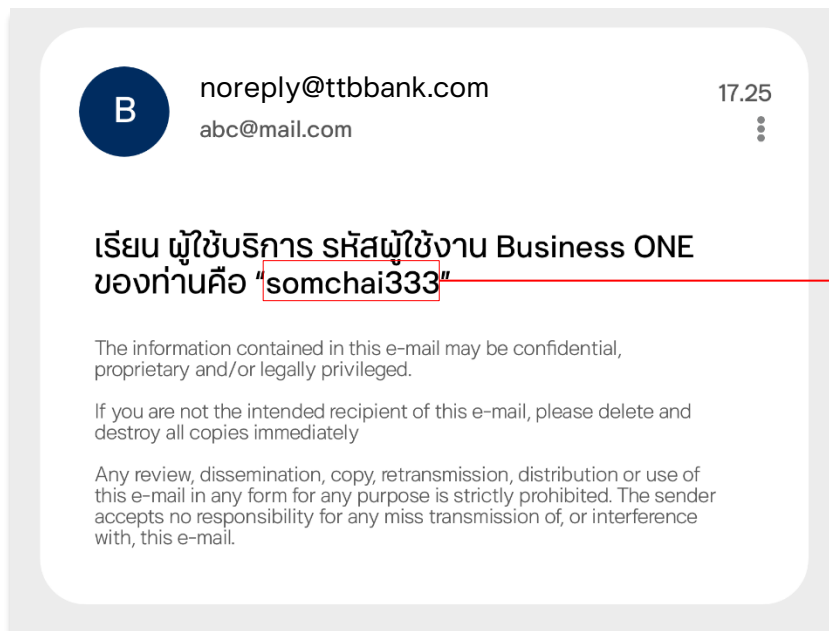 B
noreply@ttbbank.com
17.25
abc@mail.com
เรียน ผู้ใช้บริการ รหัสผู้ใช้งาน Business ONE
ของท่านคือ “somchai333”
The information contained in this e-mail may be confidential,
proprietary and/or legally privileged.
If you are not the intended recipient of this e-mail, please delete and
destroy all copies immediately
Any review, dissemination, copy, retransmission, distribution or use of
this e-mail in any form for any purpose is strictly prohibited. The sender
accepts no responsibility for any miss transmission of, or interference
with, this e-mail.